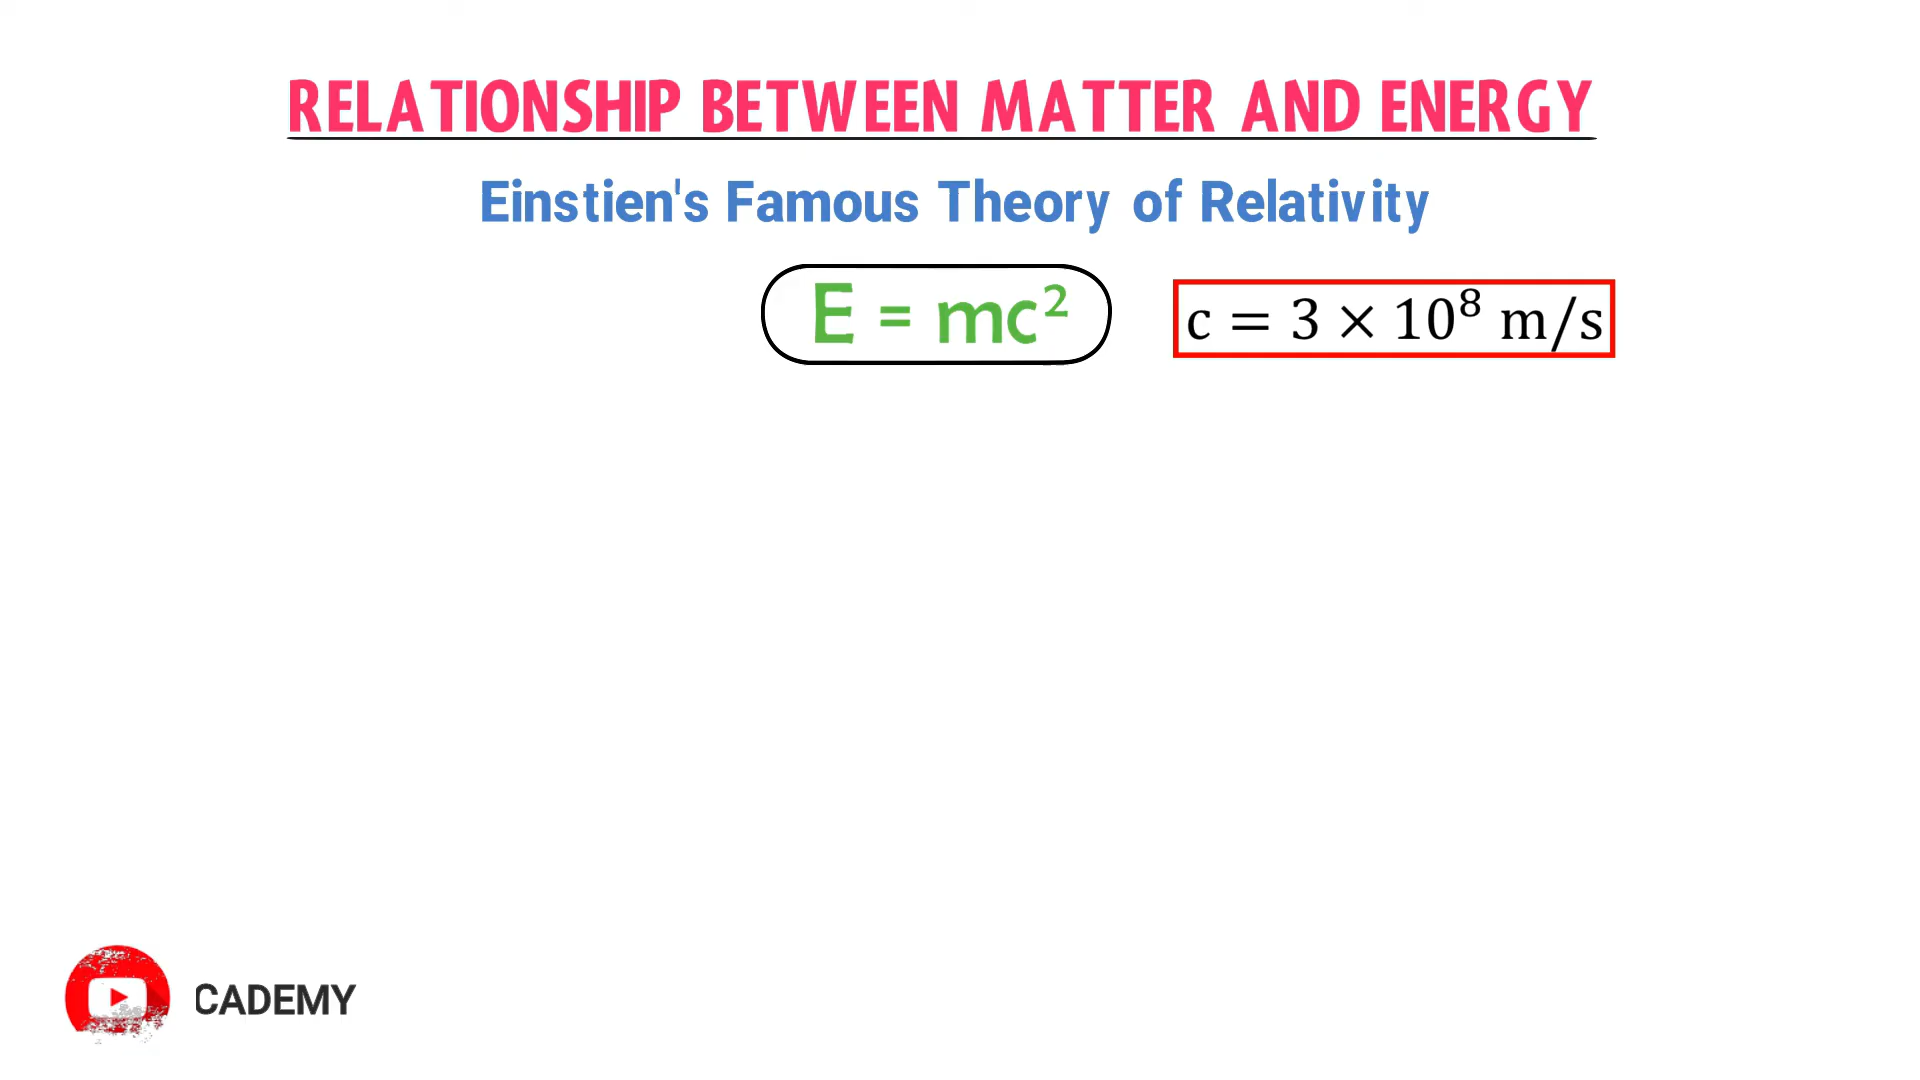 RELATIONSHIP BETWEEN MATTER AND ENERGY
Einstien's Famous Theory of Relativity
E = mc²
c = 3 × 10⁸ m/s
CADEMY